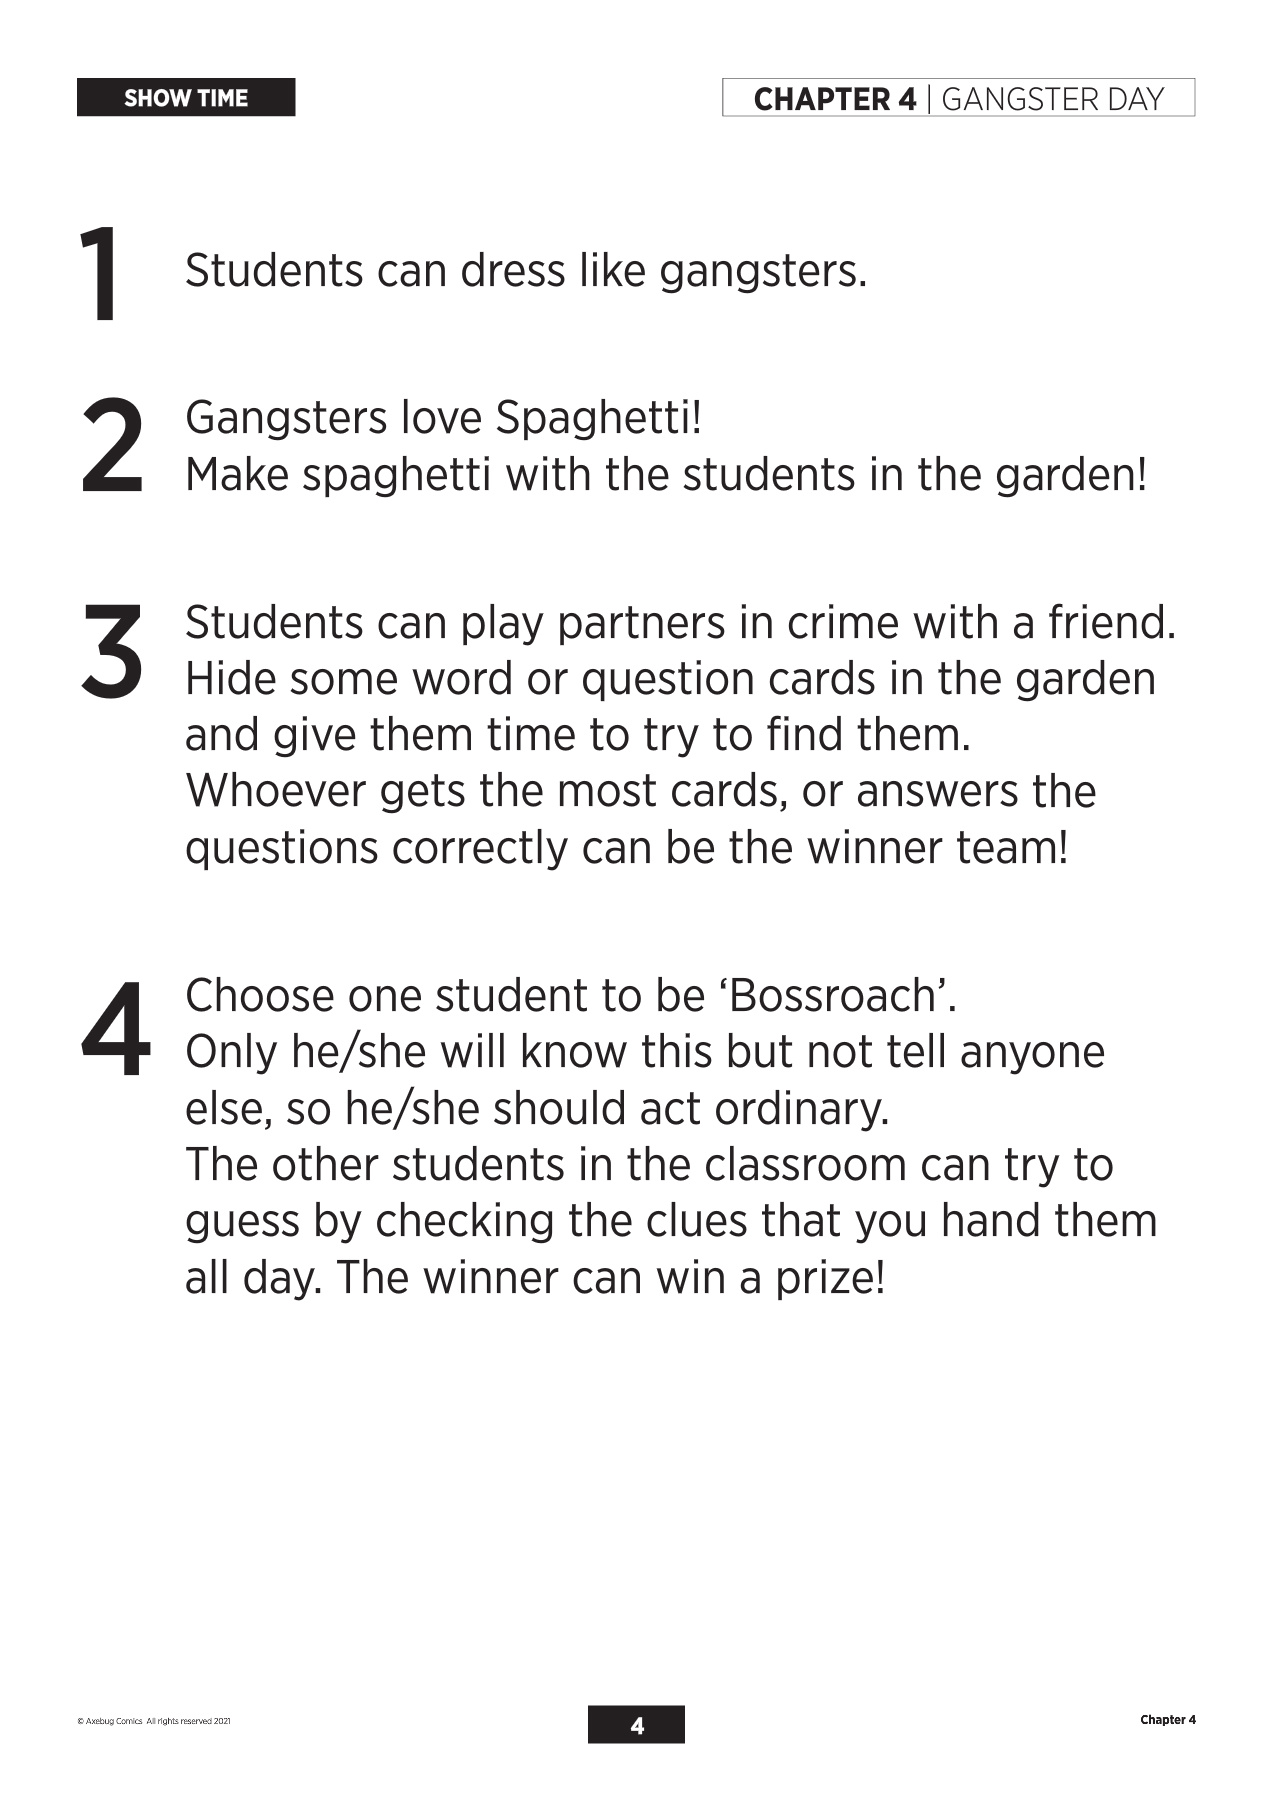 SHOW TIME
CHAPTER 4 | GANGSTER DAY
1
Students can dress like gangsters.
2
Gangsters love Spaghetti!
Make spaghetti with the students in the garden!
3
Students can play partners in crime with a friend.
Hide some word or question cards in the garden
and give them time to try to find them.
Whoever gets the most cards, or answers the
questions correctly can be the winner team!
4
Choose one student to be ‘Bossroach’.
Only he/she will know this but not tell anyone
else, so he/she should act ordinary.
The other students in the classroom can try to
guess by checking the clues that you hand them
all day. The winner can win a prize!
© Axebug Comics All rights reserved 2021
4
Chapter 4